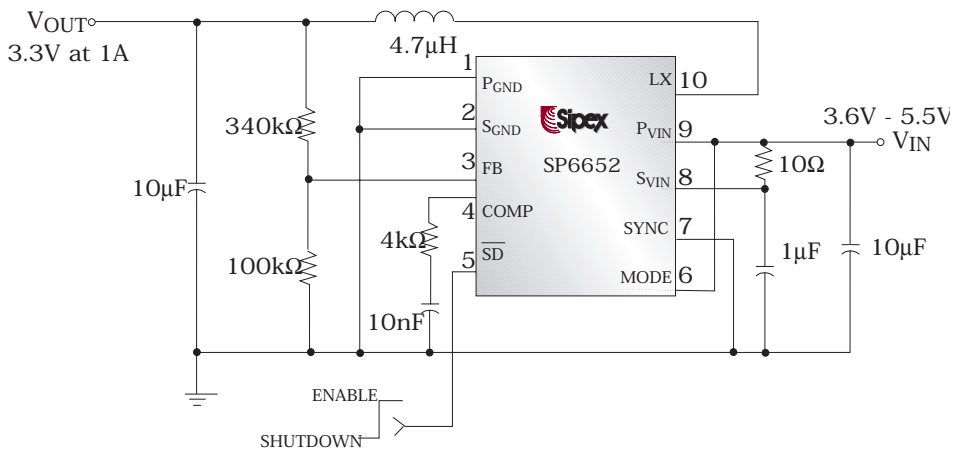 VOUT
3.3V at 1A
4.7µH
340kΩ
10µF
100kΩ
4kΩ
10nF
1 PGND
2 SGND
3 FB
4 COMP
5 SD
Sipex
SP6652
LX 10
PVIN 9
SVIN 8
SYNC 7
MODE 6
3.6V - 5.5V
VIN
10Ω
1µF
10µF
ENABLE
SHUTDOWN